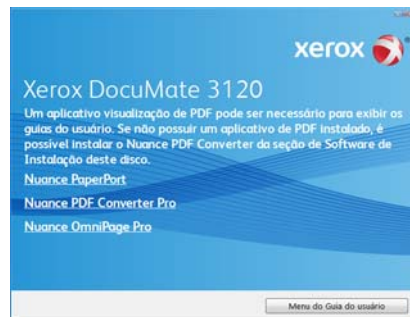 xerox
Xerox DocuMate 3120
Um aplicativo visualização de PDF pode ser necessário para exibir os
guias do usuário. Se não possuir um aplicativo de PDF instalado, é
possível instalar o Nuance PDF Converter da seção de Software de
Instalação deste disco.
Nuance PaperPort
Nuance PDF Converter Pro
Nuance OmniPage Pro
Menu do Guia do usuário